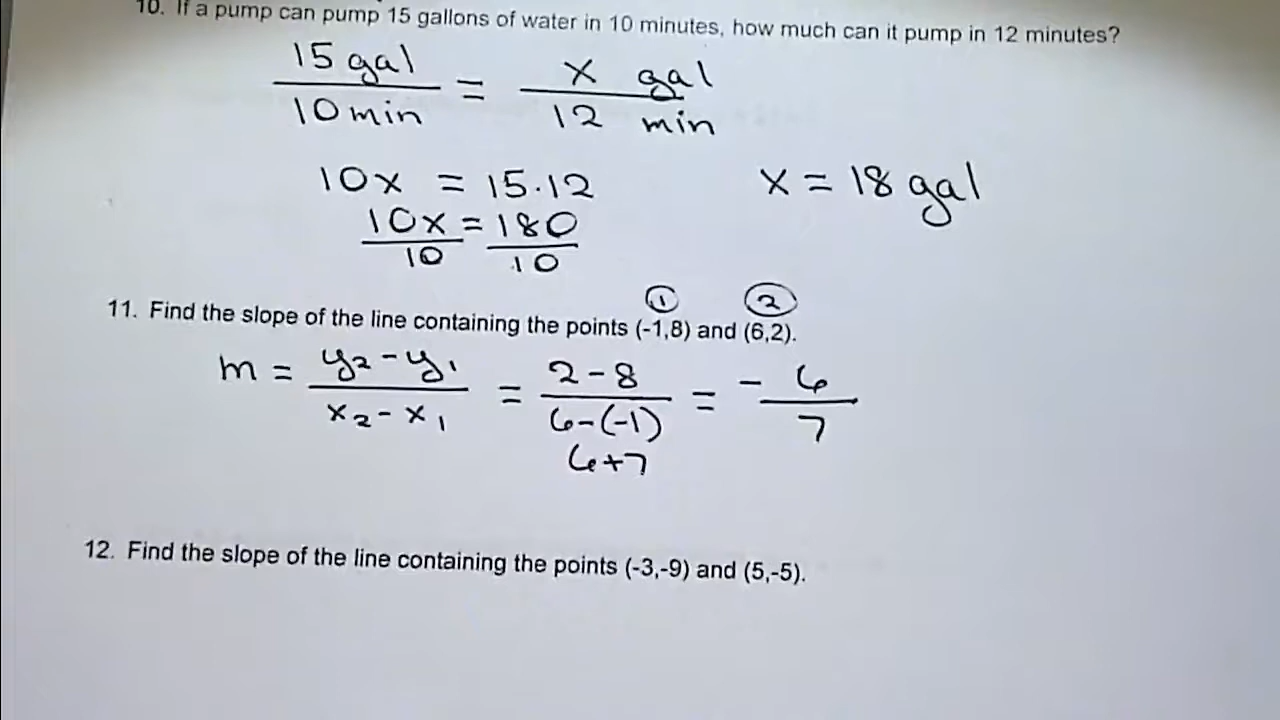 10. If a pump can pump 15 gallons of water in 10 minutes, how much can it pump in 12 minutes?
15 gal / 10 min = x gal / 12 min
10x = 15·12
x = 18 gal
10x / 10 = 180 / 10
① ②
11. Find the slope of the line containing the points (-1,8) and (6,2).
m = y₂ - y₁ / x₂ - x₁ = 2 - 8 / 6-(-1) = - 6 / 7
6+7
12. Find the slope of the line containing the points (-3,-9) and (5,-5).